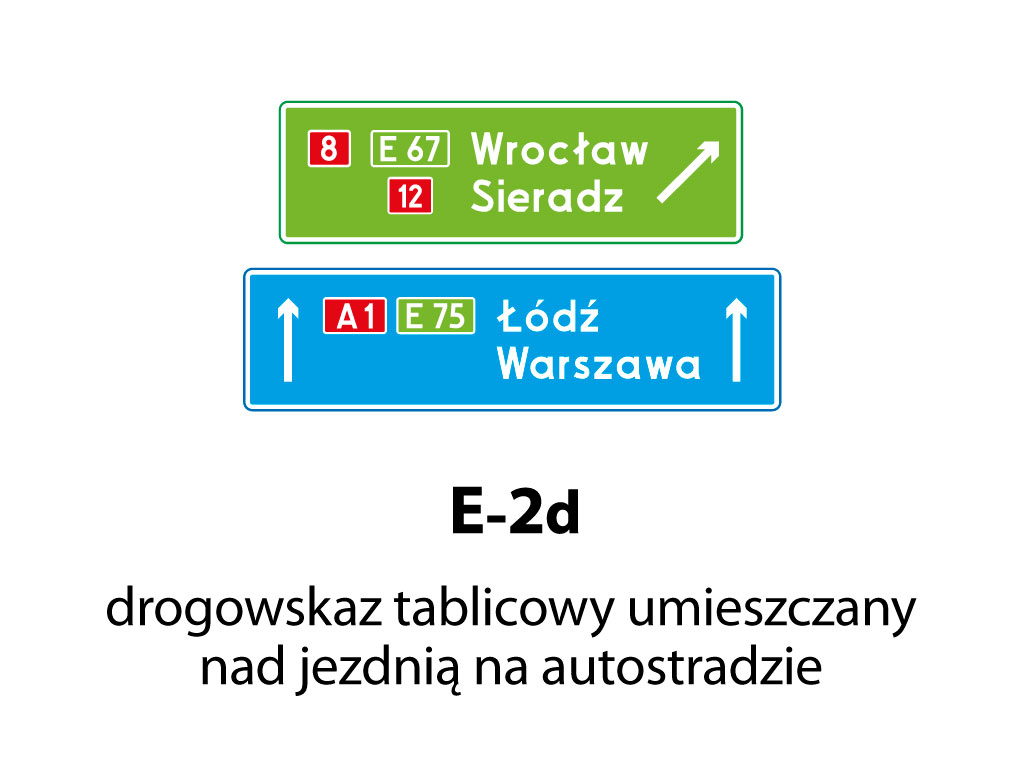 8 E 67 Wrocław
12 Sieradz
A1 E 75 Łódź
Warszawa
E-2d
drogowskaz tablicowy umieszczany
nad jezdnią na autostradzie